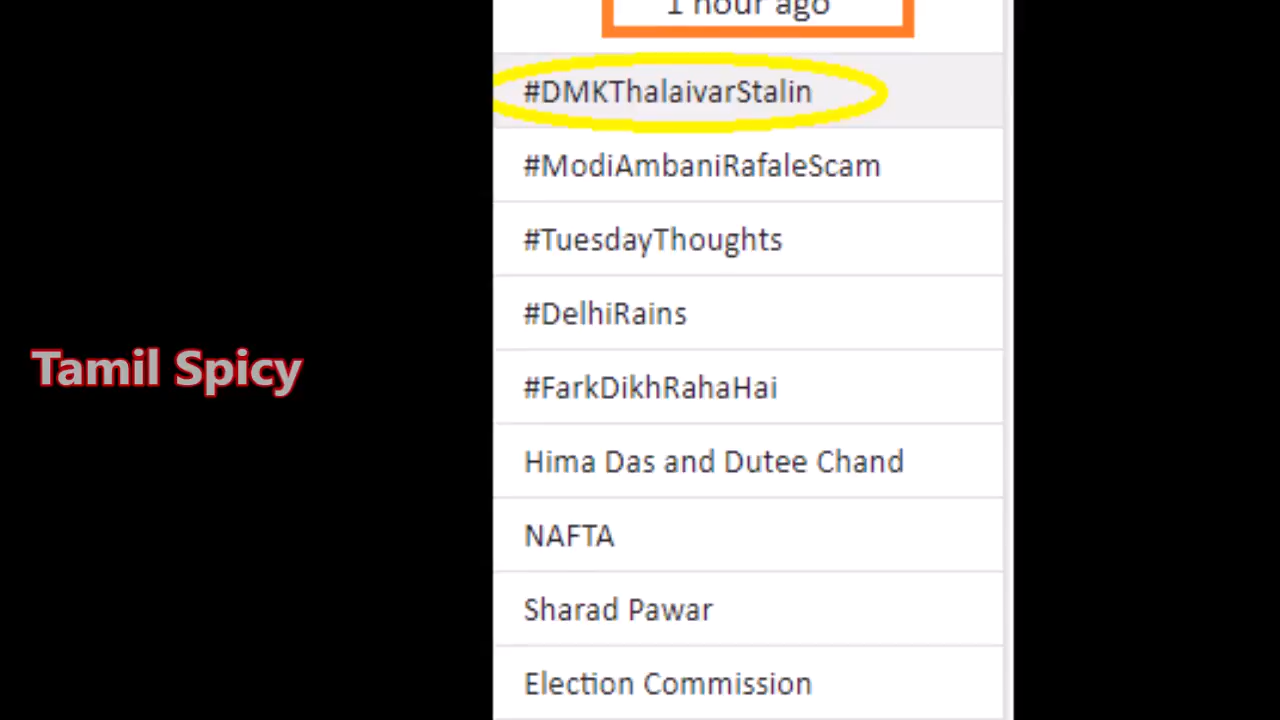 1 hour ago
#DMKThalaivarStalin
#ModiAmbaniRafaleScam
#TuesdayThoughts
#DelhiRains
Tamil Spicy
#FarkDikhRahaHai
Hima Das and Dutee Chand
NAFTA
Sharad Pawar
Election Commission